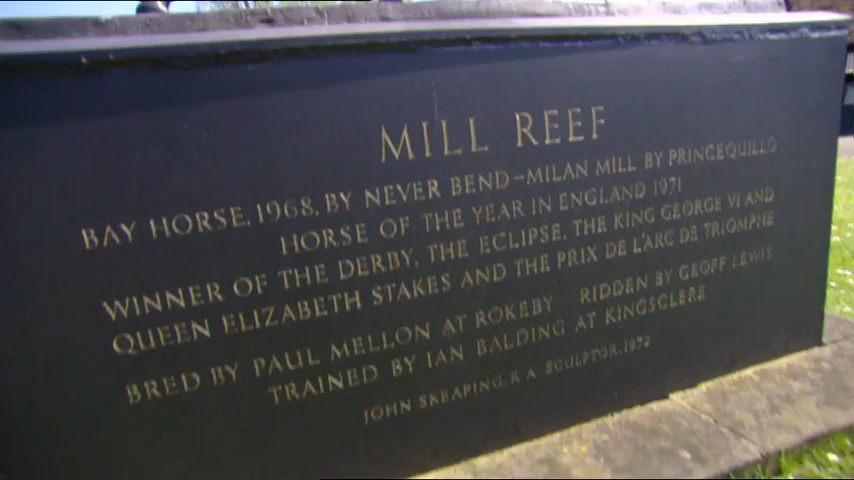 MILL REEF
BAY HORSE, 1968, BY NEVER BEND-MILAN MILL BY PRINCEQUILLO
HORSE OF THE YEAR IN ENGLAND 1971
WINNER OF THE DERBY, THE ECLIPSE, THE KING GEORGE VI AND
QUEEN ELIZABETH STAKES AND THE PRIX DE L'ARC DE TRIOMPHE
BRED BY PAUL MELLON AT ROKEBY RIDDEN BY GEOFF LEWIS
TRAINED BY IAN BALDING AT KINGSCLERE
JOHN SKEAPING, R A SCULPTOR, 1972